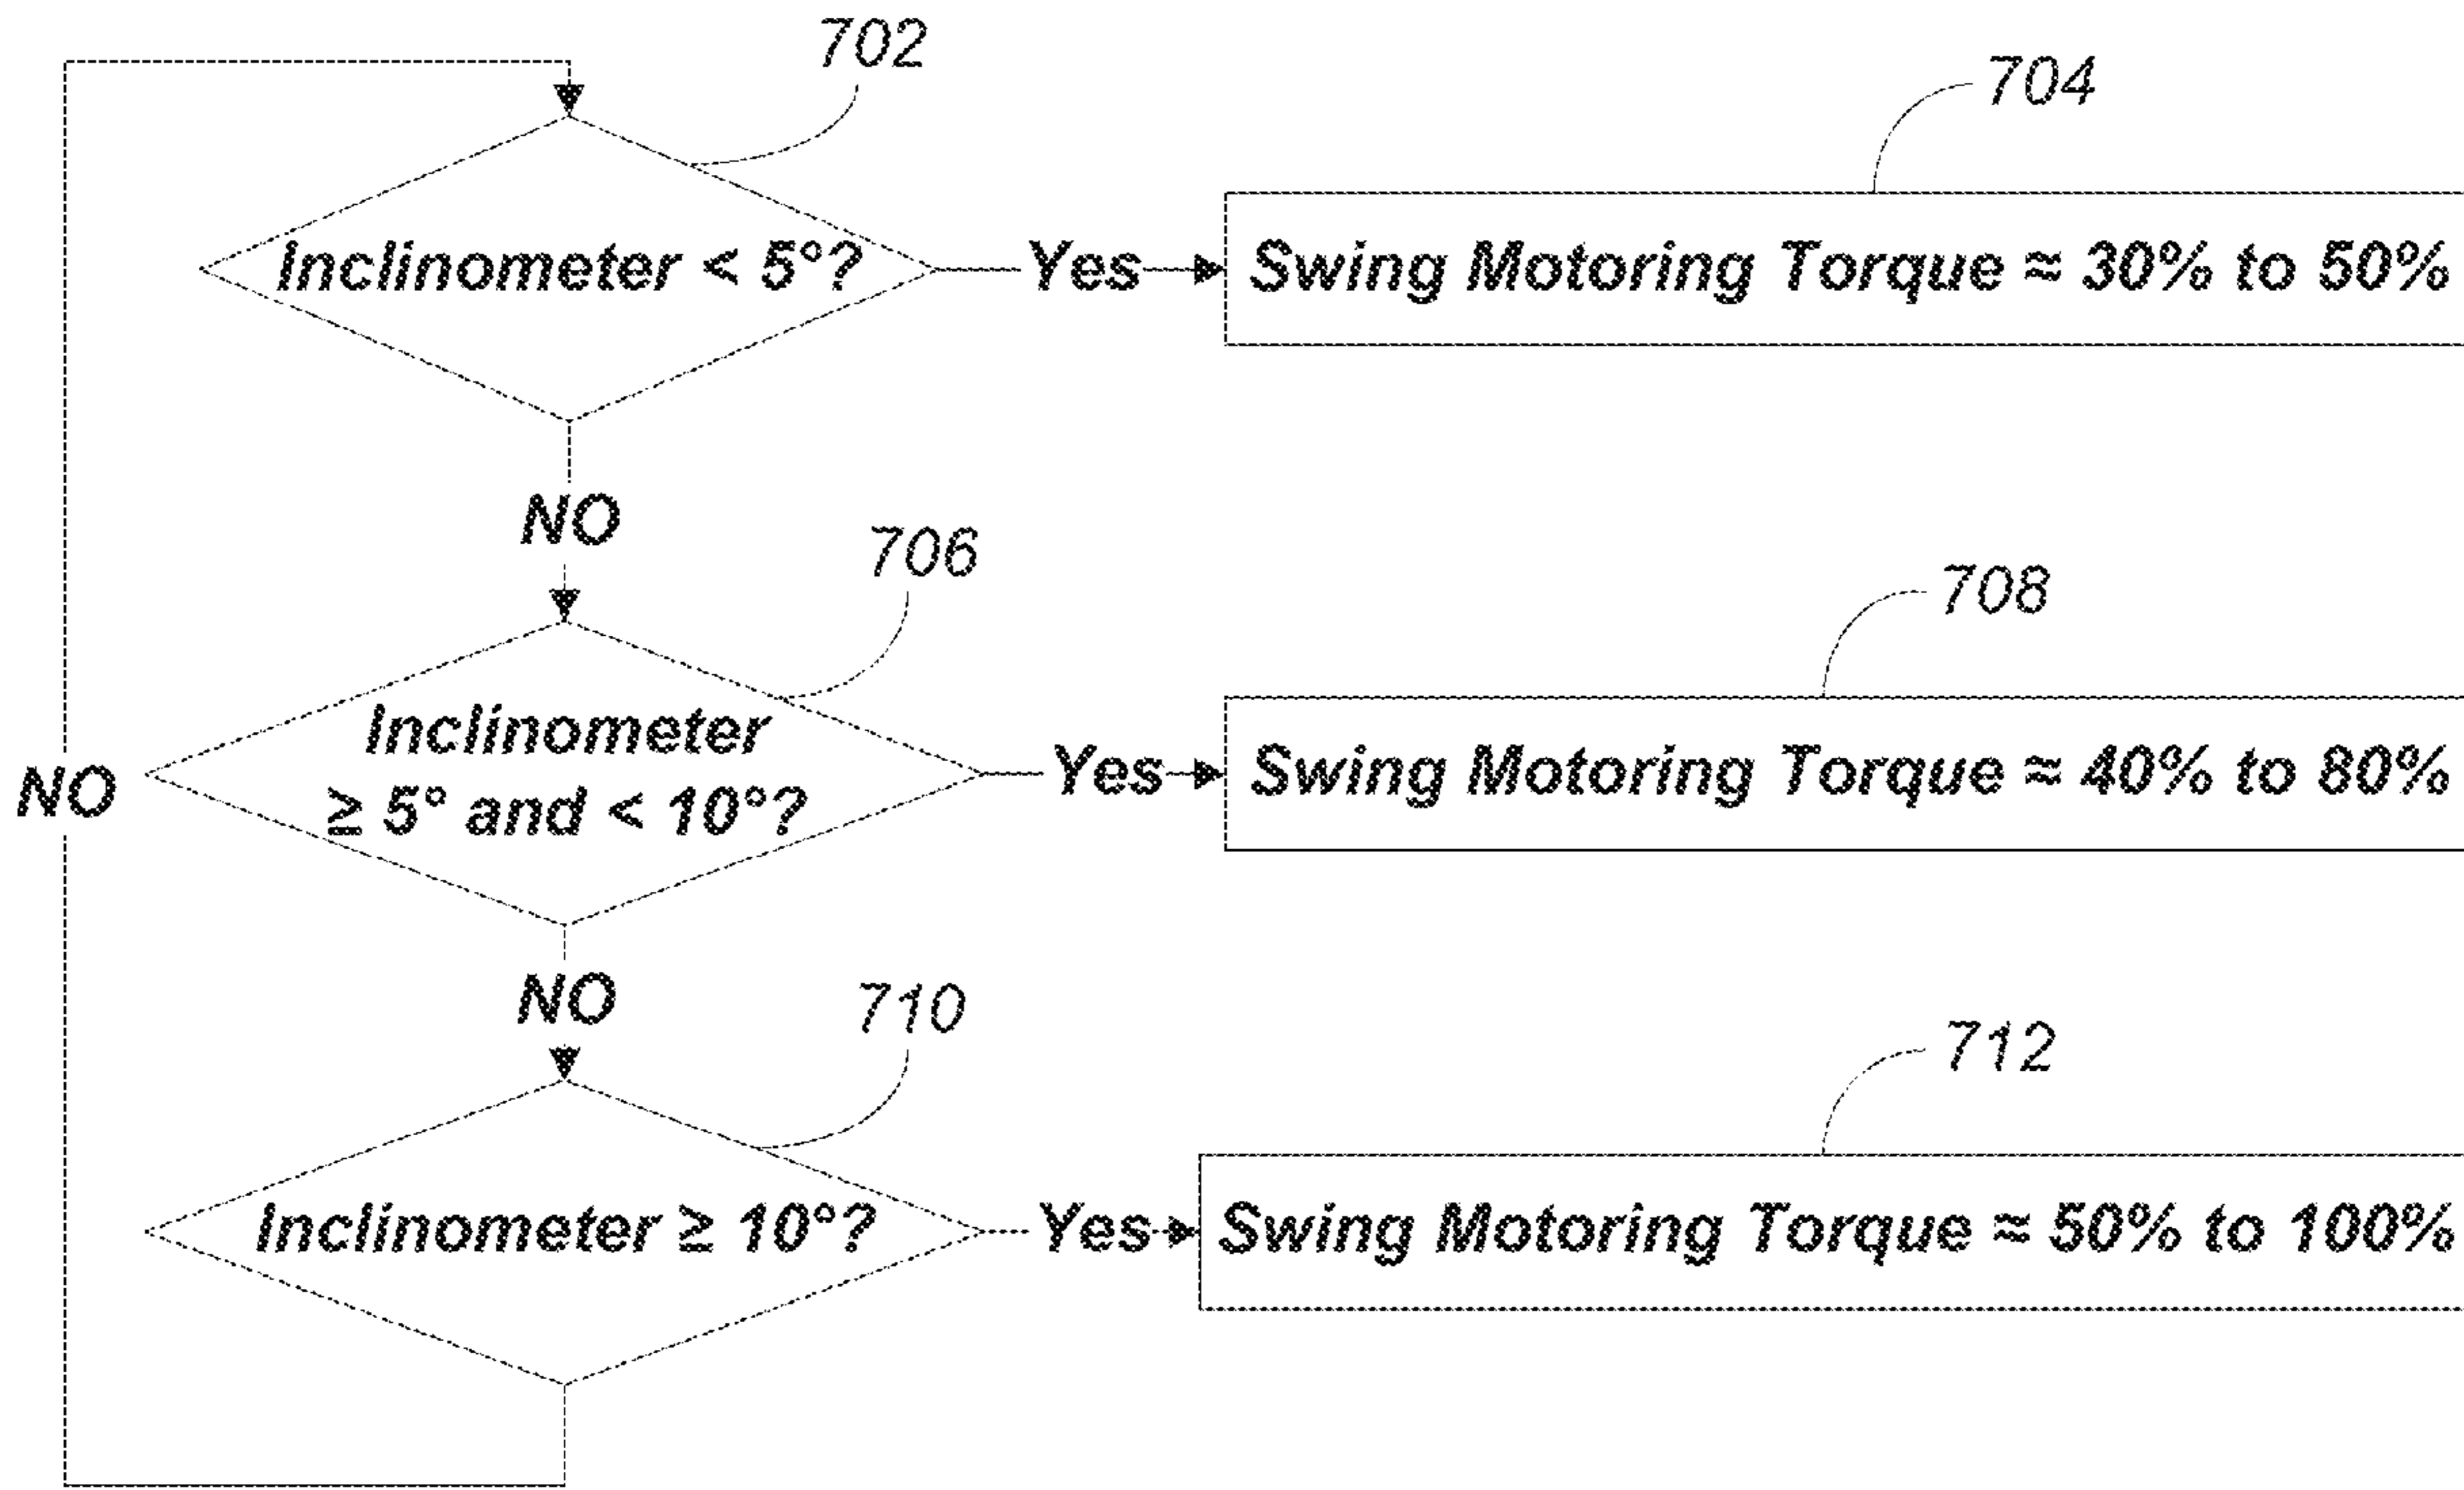 702
704
Inclinometer < 5°?
Yes
Swing Motoring Torque ≈ 30% to 50%
NO
706
708
Inclinometer
≥ 5° and < 10°?
Yes
Swing Motoring Torque ≈ 40% to 80%
NO
NO
710
712
Inclinometer ≥ 10°?
Yes
Swing Motoring Torque ≈ 50% to 100%